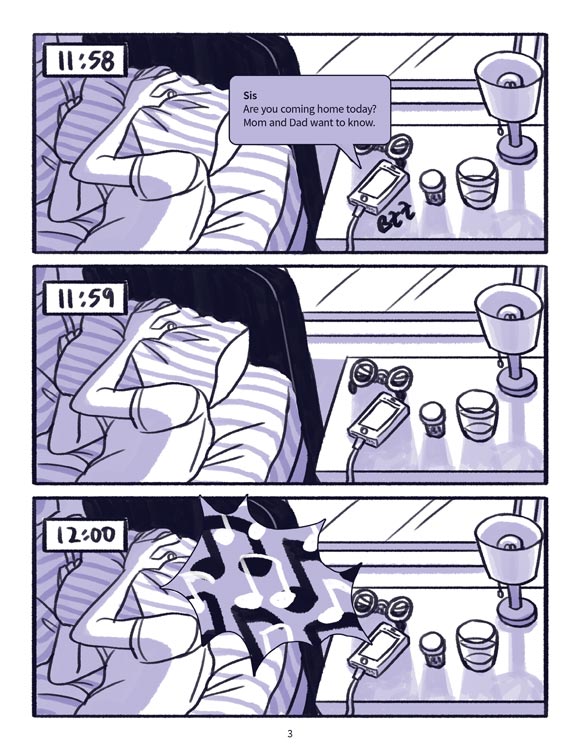 11:58
Sis
Are you coming home today?
Mom and Dad want to know.
Bzz
11:59
12:00
3